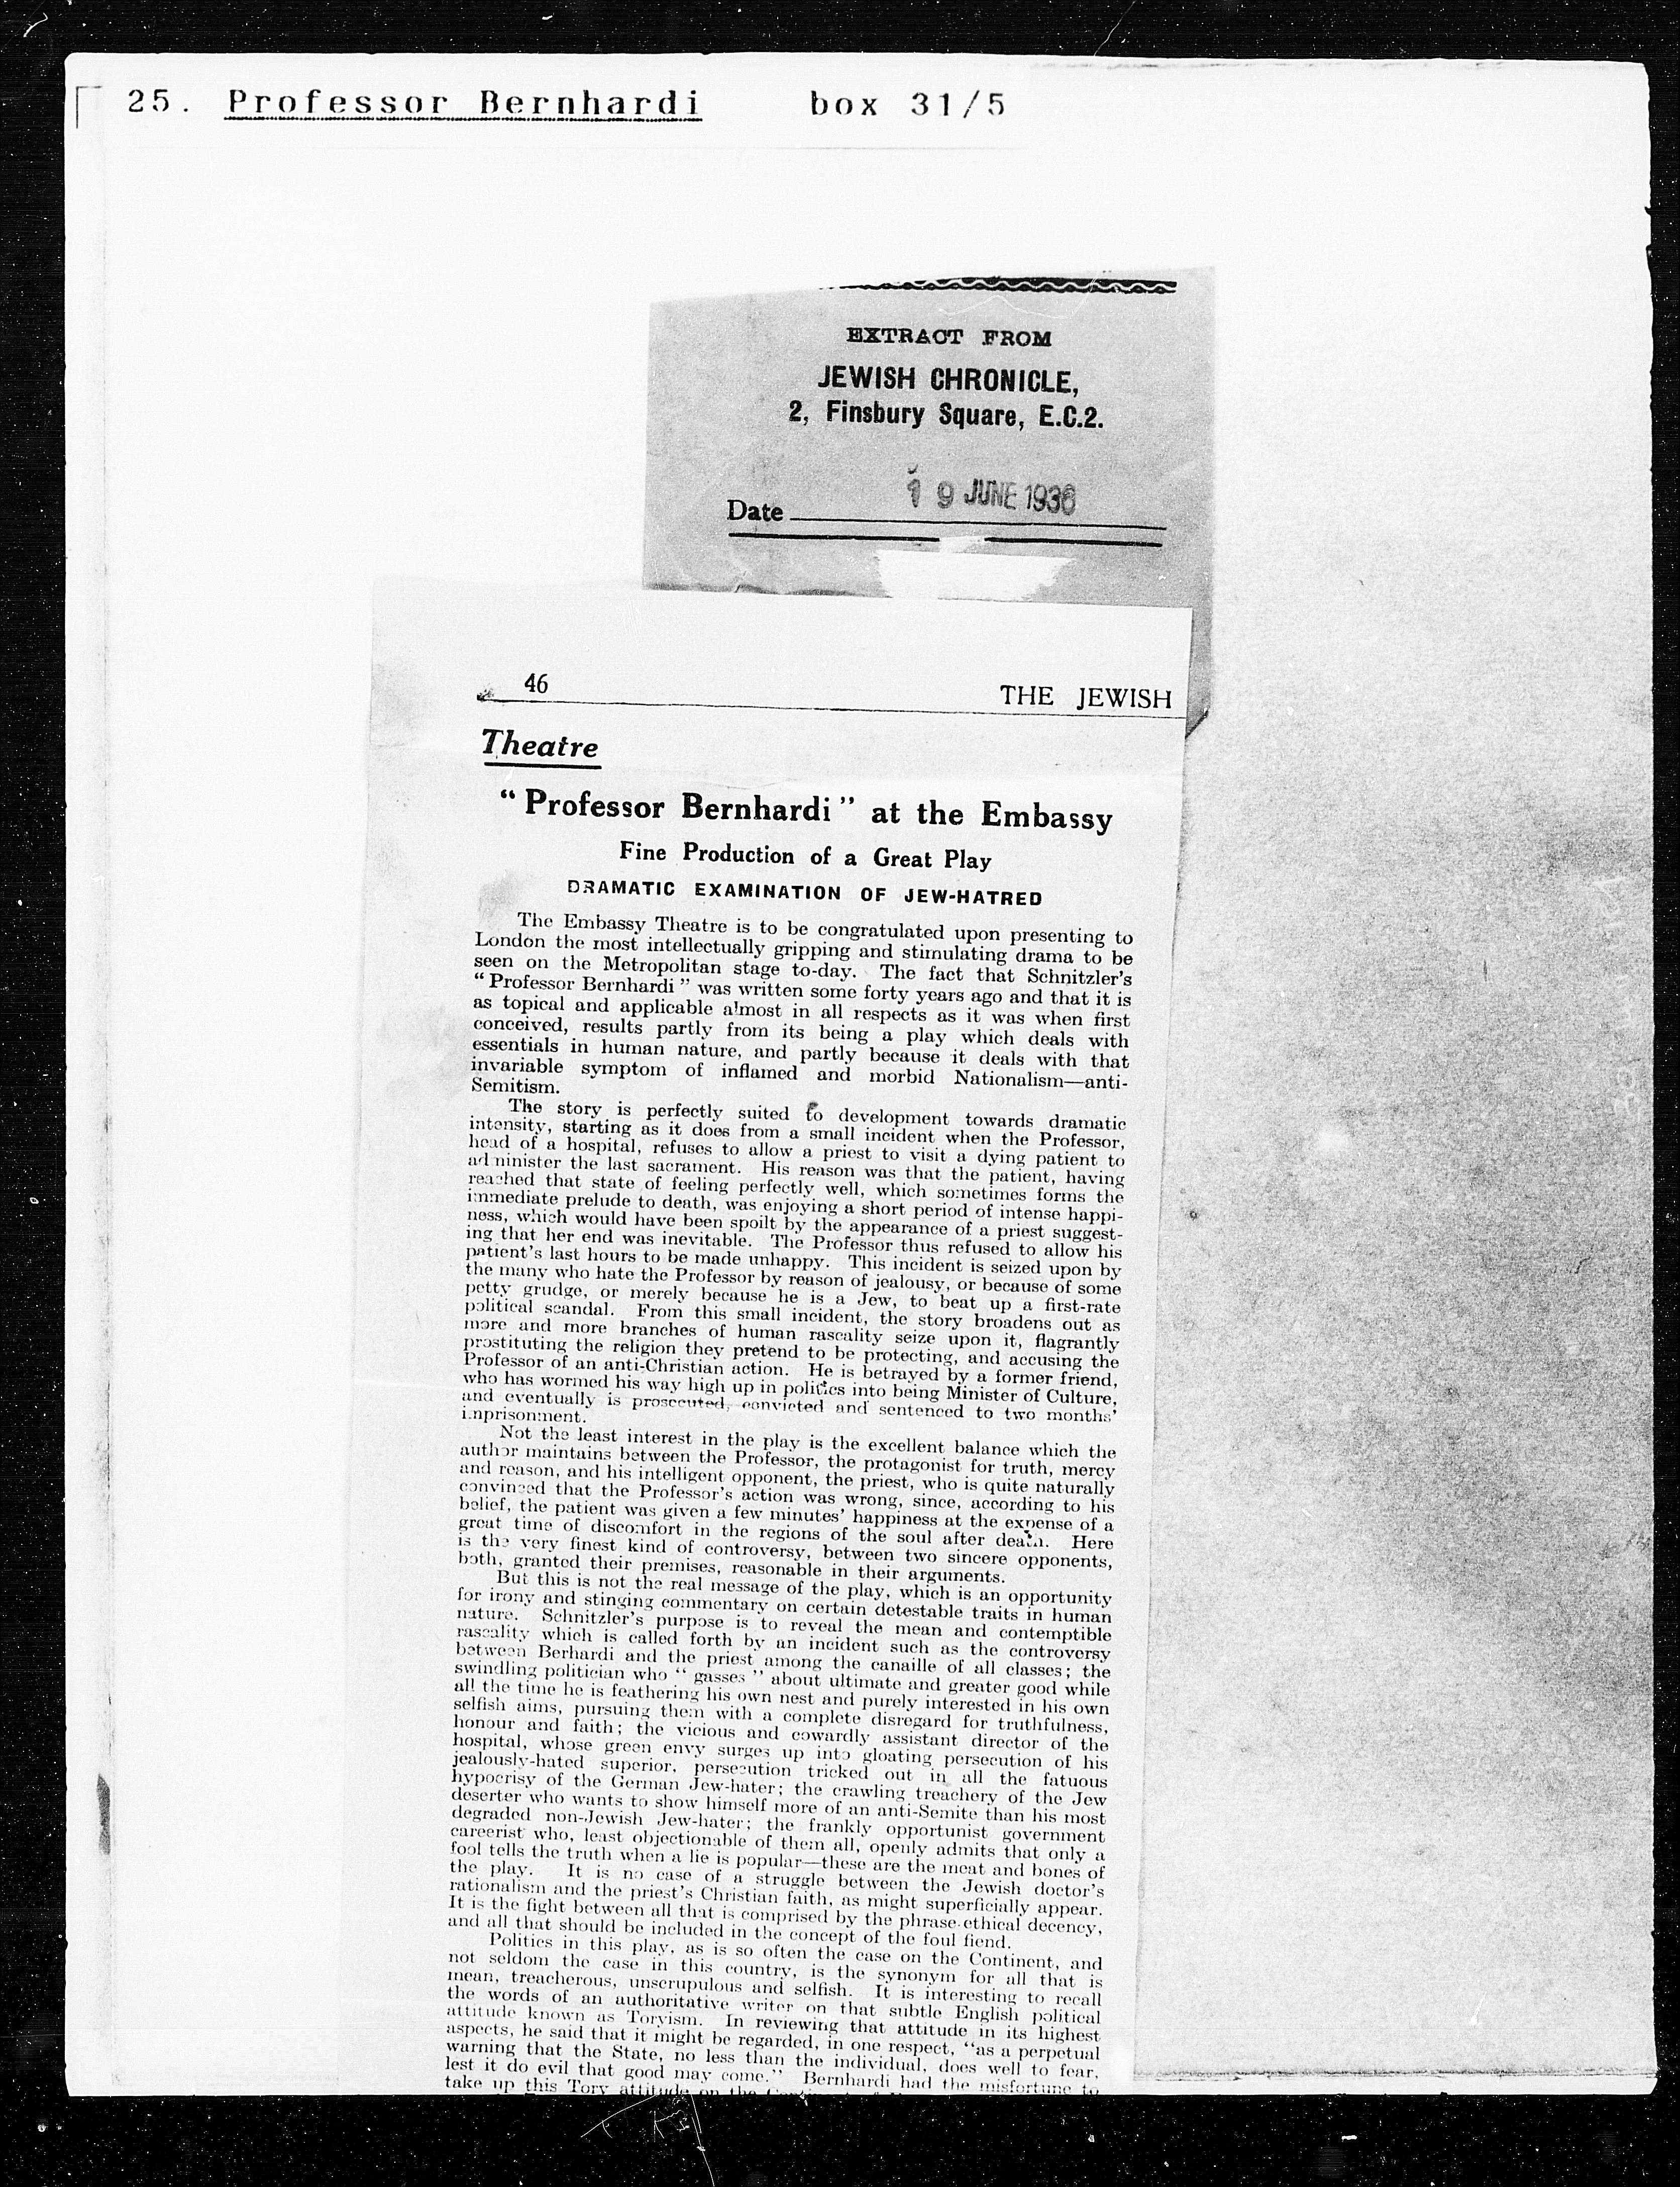 25. Professor Bernhardi box 31/5
EXTRACT FROM
JEWISH CHRONICLE,
2, Finsbury Square, E.C.2.
19 JUNE 1936
Date
46 THE JEWISH
Theatre
“Professor Bernhardi” at the Embassy
Fine Production of a Great Play
DRAMATIC EXAMINATION OF JEW-HATRED
The Embassy Theatre is to be congratulated upon presenting to
London the most intellectually gripping and stimulating drama to be
seen on the Metropolitan stage to-day. The fact that Schnitzler's
“Professor Bernhardi” was written some forty years ago and that it is
as topical and applicable almost in all respects as it was when first
conceived, results partly from its being a play which deals with
essentials in human nature, and partly because it deals with that
invariable symptom of inflamed and morbid Nationalism—anti-
Semitism.
The story is perfectly suited to development towards dramatic
intensity, starting as it does from a small incident when the Professor,
head of a hospital, refuses to allow a priest to visit a dying patient to
administer the last sacrament. His reason was that the patient, having
reached that state of feeling perfectly well, which sometimes forms the
immediate prelude to death, was enjoying a short period of intense happi-
ness, which would have been spoilt by the appearance of a priest suggest-
ing that her end was inevitable. The Professor thus refused to allow his
patient's last hours to be made unhappy. This incident is seized upon by
the many who hate the Professor by reason of jealousy, or because of some
petty grudge, or merely because he is a Jew, to beat up a first-rate
political scandal. From this small incident, the story broadens out as
more and more branches of human rascality seize upon it, flagrantly
prostituting the religion they pretend to be protecting, and accusing the
Professor of an anti-Christian action. He is betrayed by a former friend,
who has wormed his way high up in politics into being Minister of Culture,
and eventually is prosecuted, convicted and sentenced to two months'
imprisonment.
Not the least interest in the play is the excellent balance which the
author maintains between the Professor, the protagonist for truth, mercy
and reason, and his intelligent opponent, the priest, who is quite naturally
convinced that the Professor's action was wrong, since, according to his
belief, the patient was given a few minutes' happiness at the expense of a
great time of discomfort in the regions of the soul after death. Here
is the very finest kind of controversy, between two sincere opponents,
both, granted their premises, reasonable in their arguments.
But this is not the real message of the play, which is an opportunity
for irony and stinging commentary on certain detestable traits in human
nature. Schnitzler's purpose is to reveal the mean and contemptible
rascality which is called forth by an incident such as the controversy
between Berhardi and the priest among the canaille of all classes; the
swindling politician who “gasses” about ultimate and greater good while
all the time he is feathering his own nest and purely interested in his own
selfish aims, pursuing them with a complete disregard for truthfulness,
honour and faith; the vicious and cowardly assistant director of the
hospital, whose green envy surges up into gloating persecution of his
jealously-hated superior, persecution tricked out in all the fatuous
hypocrisy of the German Jew-hater; the crawling treachery of the Jew
deserter who wants to show himself more of an anti-Semite than his most
degraded non-Jewish Jew-hater; the frankly opportunist government
careerist who, least objectionable of them all, openly admits that only a
fool tells the truth when a lie is popular—these are the meat and bones of
the play. It is no case of a struggle between the Jewish doctor's
rationalism and the priest's Christian faith, as might superficially appear.
It is the fight between all that is comprised by the phrase ethical decency,
and all that should be included in the concept of the foul fiend.
Politics in this play, as is so often the case on the Continent, and
not seldom the case in this country, is the synonym for all that is
mean, treacherous, unscrupulous and selfish. It is interesting to recall
the words of an authoritative writer on that subtle English political
attitude known as Toryism. In reviewing that attitude in its highest
aspects, he said that it might be regarded, in one respect, “as a perpetual
warning that the State, no less than the individual, does well to fear,
lest it do evil that good may come.” Bernhardi had the misfortune to
take up this Tory attitude on the